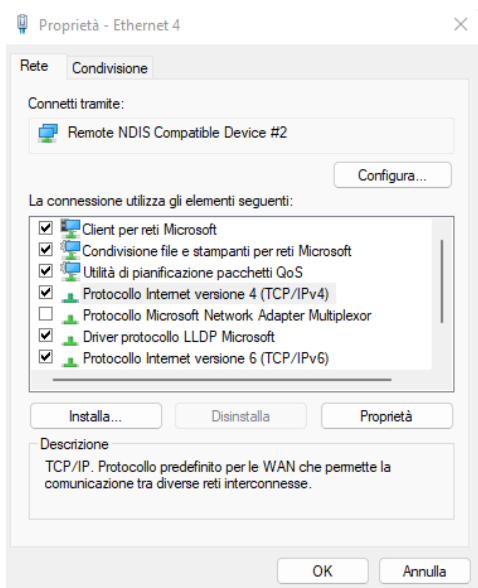 Proprietà - Ethernet 4
Rete
Condivisione
Connetti tramite:
Remote NDIS Compatible Device #2
Configura...
La connessione utilizza gli elementi seguenti:
Client per reti Microsoft
Condivisione file e stampanti per reti Microsoft
Utilità di pianificazione pacchetti QoS
Protocollo Internet versione 4 (TCP/IPv4)
Protocollo Microsoft Network Adapter Multiplexor
Driver protocollo LLDP Microsoft
Protocollo Internet versione 6 (TCP/IPv6)
Installa...
Disinstalla
Proprietà
Descrizione
TCP/IP. Protocollo predefinito per le WAN che permette la
comunicazione tra diverse reti interconnesse.
OK
Annulla